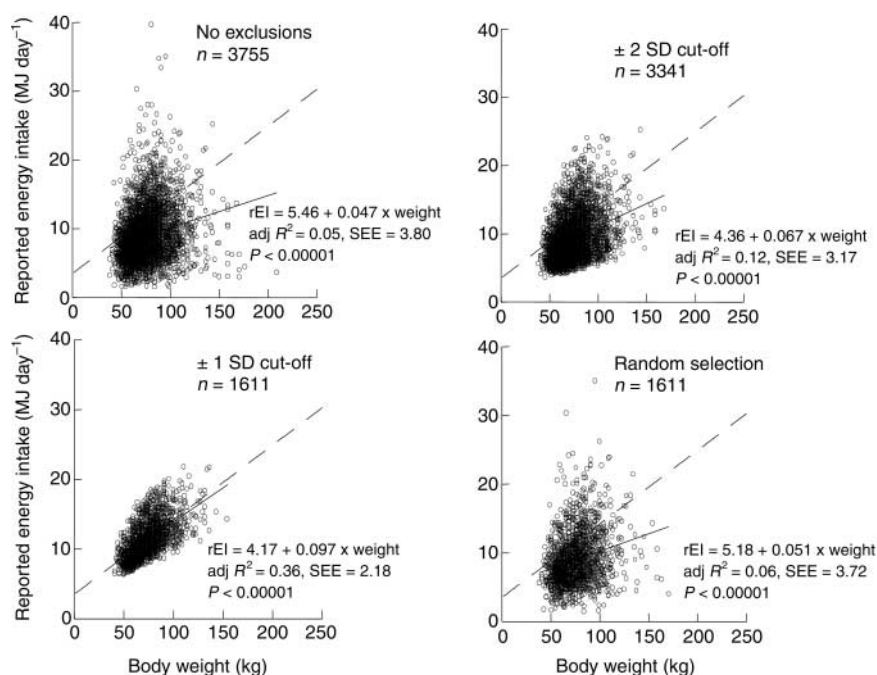 Reported energy intake (MJ day⁻¹)
40
30
20
10
0
No exclusions
n = 3755
rEI = 5.46 + 0.047 x weight
adj R² = 0.05, SEE = 3.80
P < 0.00001
0 50 100 150 200 250
40
30
20
10
0
± 2 SD cut-off
n = 3341
rEI = 4.36 + 0.067 x weight
adj R² = 0.12, SEE = 3.17
P < 0.00001
0 50 100 150 200 250
Reported energy intake (MJ day⁻¹)
40
30
20
10
0
± 1 SD cut-off
n = 1611
rEI = 4.17 + 0.097 x weight
adj R² = 0.36, SEE = 2.18
P < 0.00001
0 50 100 150 200 250
Body weight (kg)
40
30
20
10
0
Random selection
n = 1611
rEI = 5.18 + 0.051 x weight
adj R² = 0.06, SEE = 3.72
P < 0.00001
0 50 100 150 200 250
Body weight (kg)